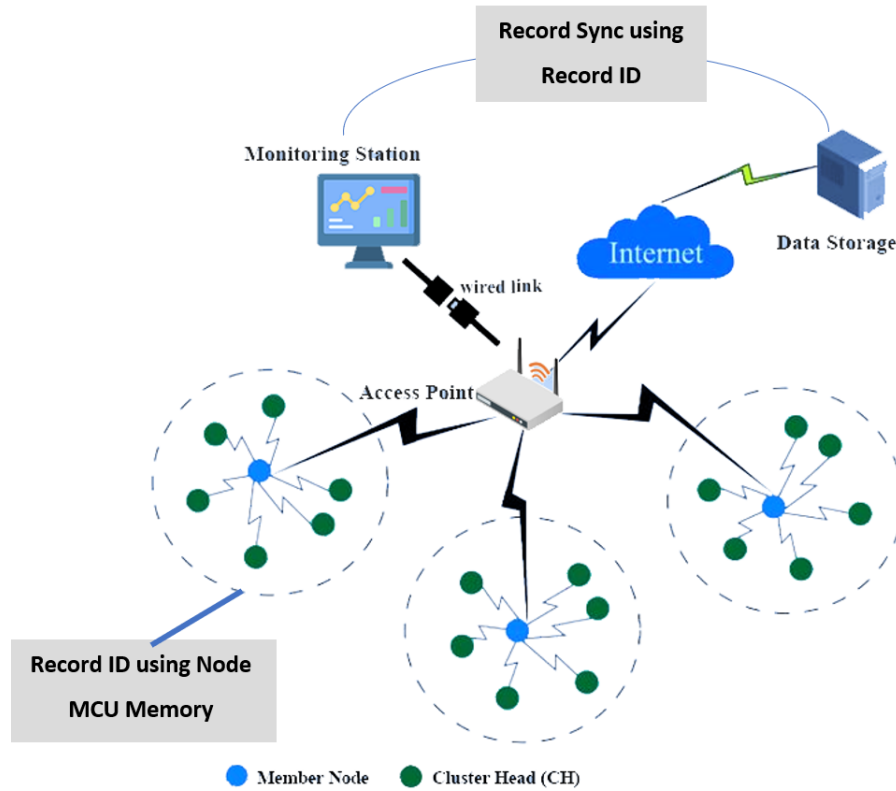 Record Sync using
Record ID
Monitoring Station
Internet
Data Storage
wired link
Access Point
Record ID using Node
MCU Memory
Member Node
Cluster Head (CH)